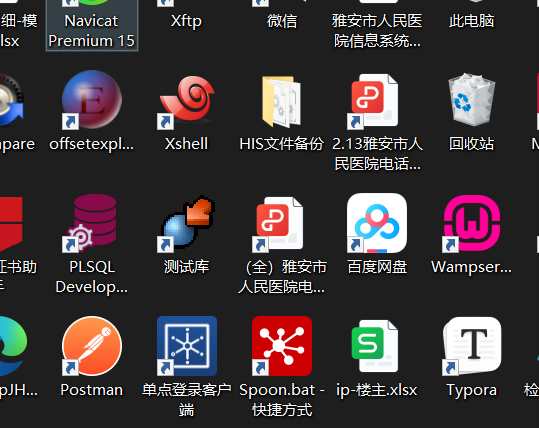 细-模
lsx
Navicat
Premium 15
Xftp
微信
雅安市人民医
院信息系统...
此电脑
mpare
offsetexpl...
Xshell
HIS文件备份
2.13雅安市人
民医院电话...
回收站
证书助
手
PLSQL
Develop...
测试库
（全）雅安市
人民医院电...
百度网盘
Wampser...
pJH...
Postman
单点登录客户
端
Spoon.bat -
快捷方式
ip-楼主.xlsx
Typora